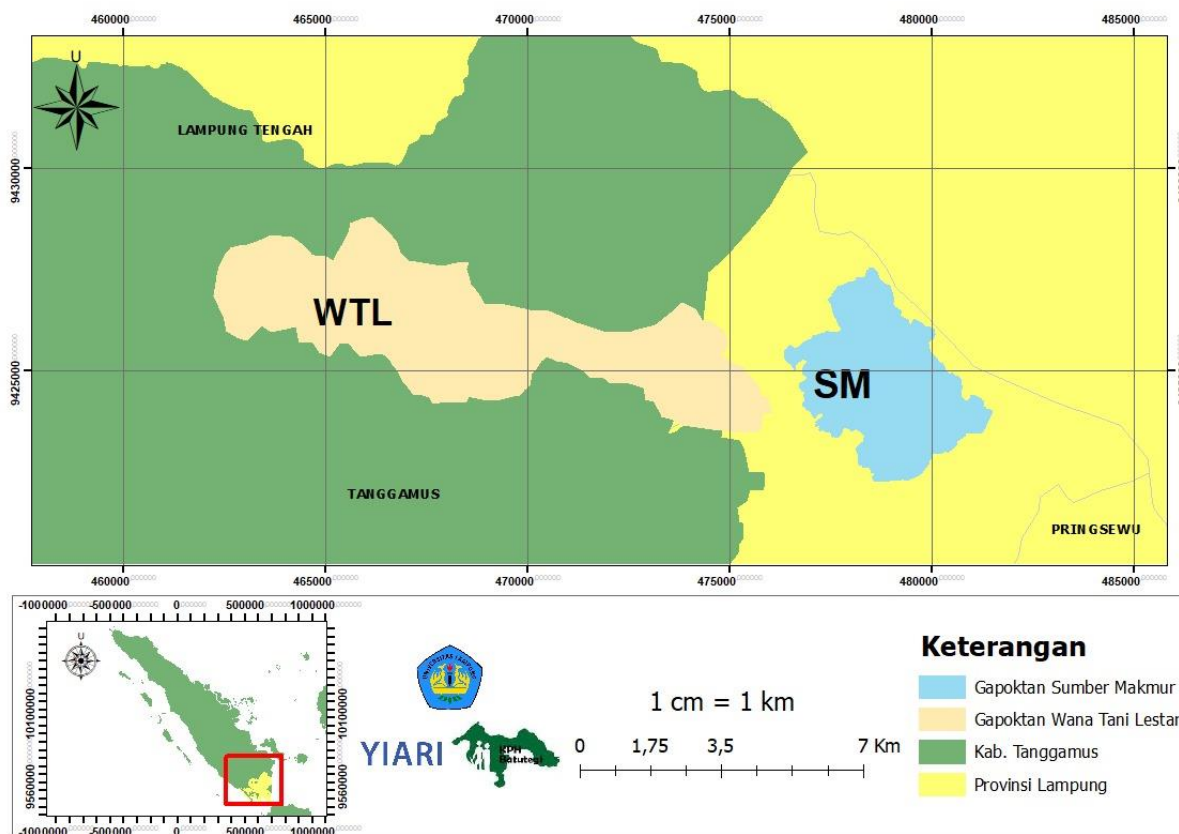 460000 465000 470000 475000 480000 485000
U
LAMPUNG TENGAH
9430000
WTL
9425000
SM
TANGGAMUS
PRINGSEWU
460000 465000 470000 475000 480000 485000
-1000000 -500000 0 500000 1000000
U
10100000
9560000
-1000000 -500000 0 500000 1000000
UNIVERSITAS LAMPUNG
YIARI
KPH
Batutegi
1 cm = 1 km
0 1,75 3,5 7 Km
Keterangan
Gapoktan Sumber Makmur
Gapoktan Wana Tani Lestar
Kab. Tanggamus
Provinsi Lampung